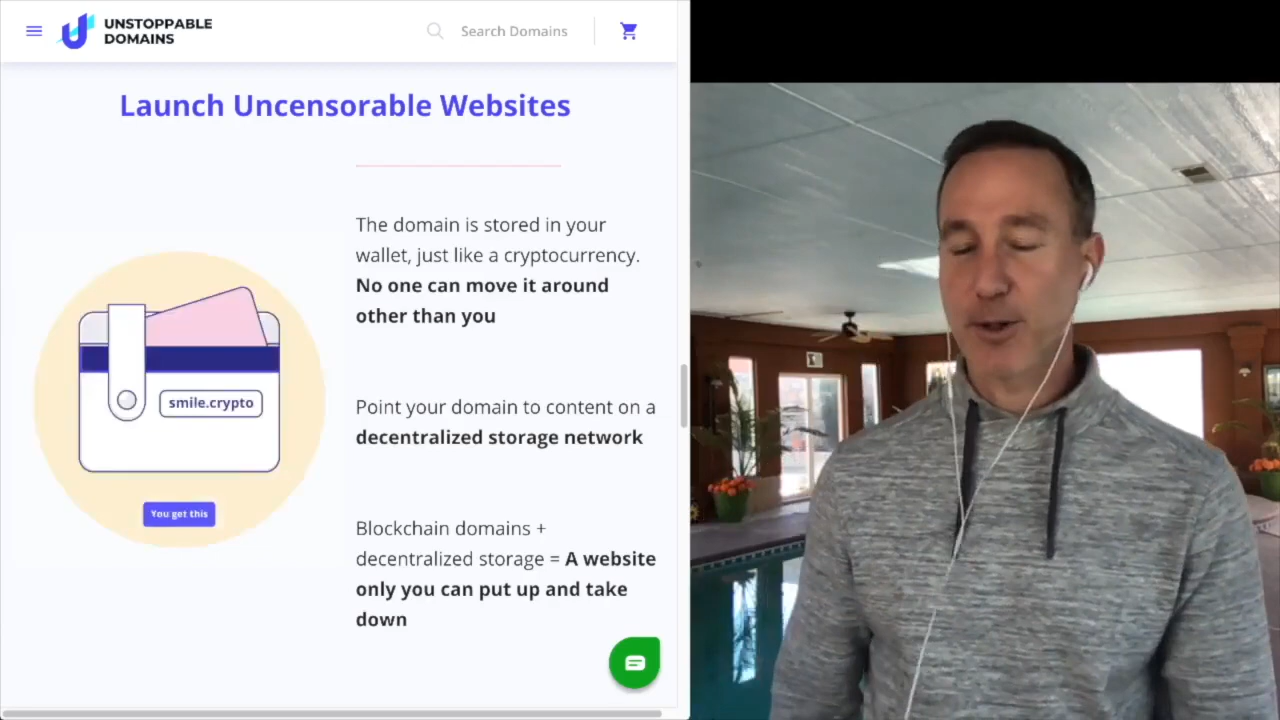 UNSTOPPABLE
DOMAINS
Search Domains
Launch Uncensorable Websites
The domain is stored in your
wallet, just like a cryptocurrency.
No one can move it around
other than you
smile.crypto
You get this
Point your domain to content on a
decentralized storage network
Blockchain domains +
decentralized storage = A website
only you can put up and take
down